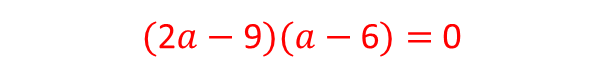 (2𝑎 − 9)(𝑎 − 6) = 0